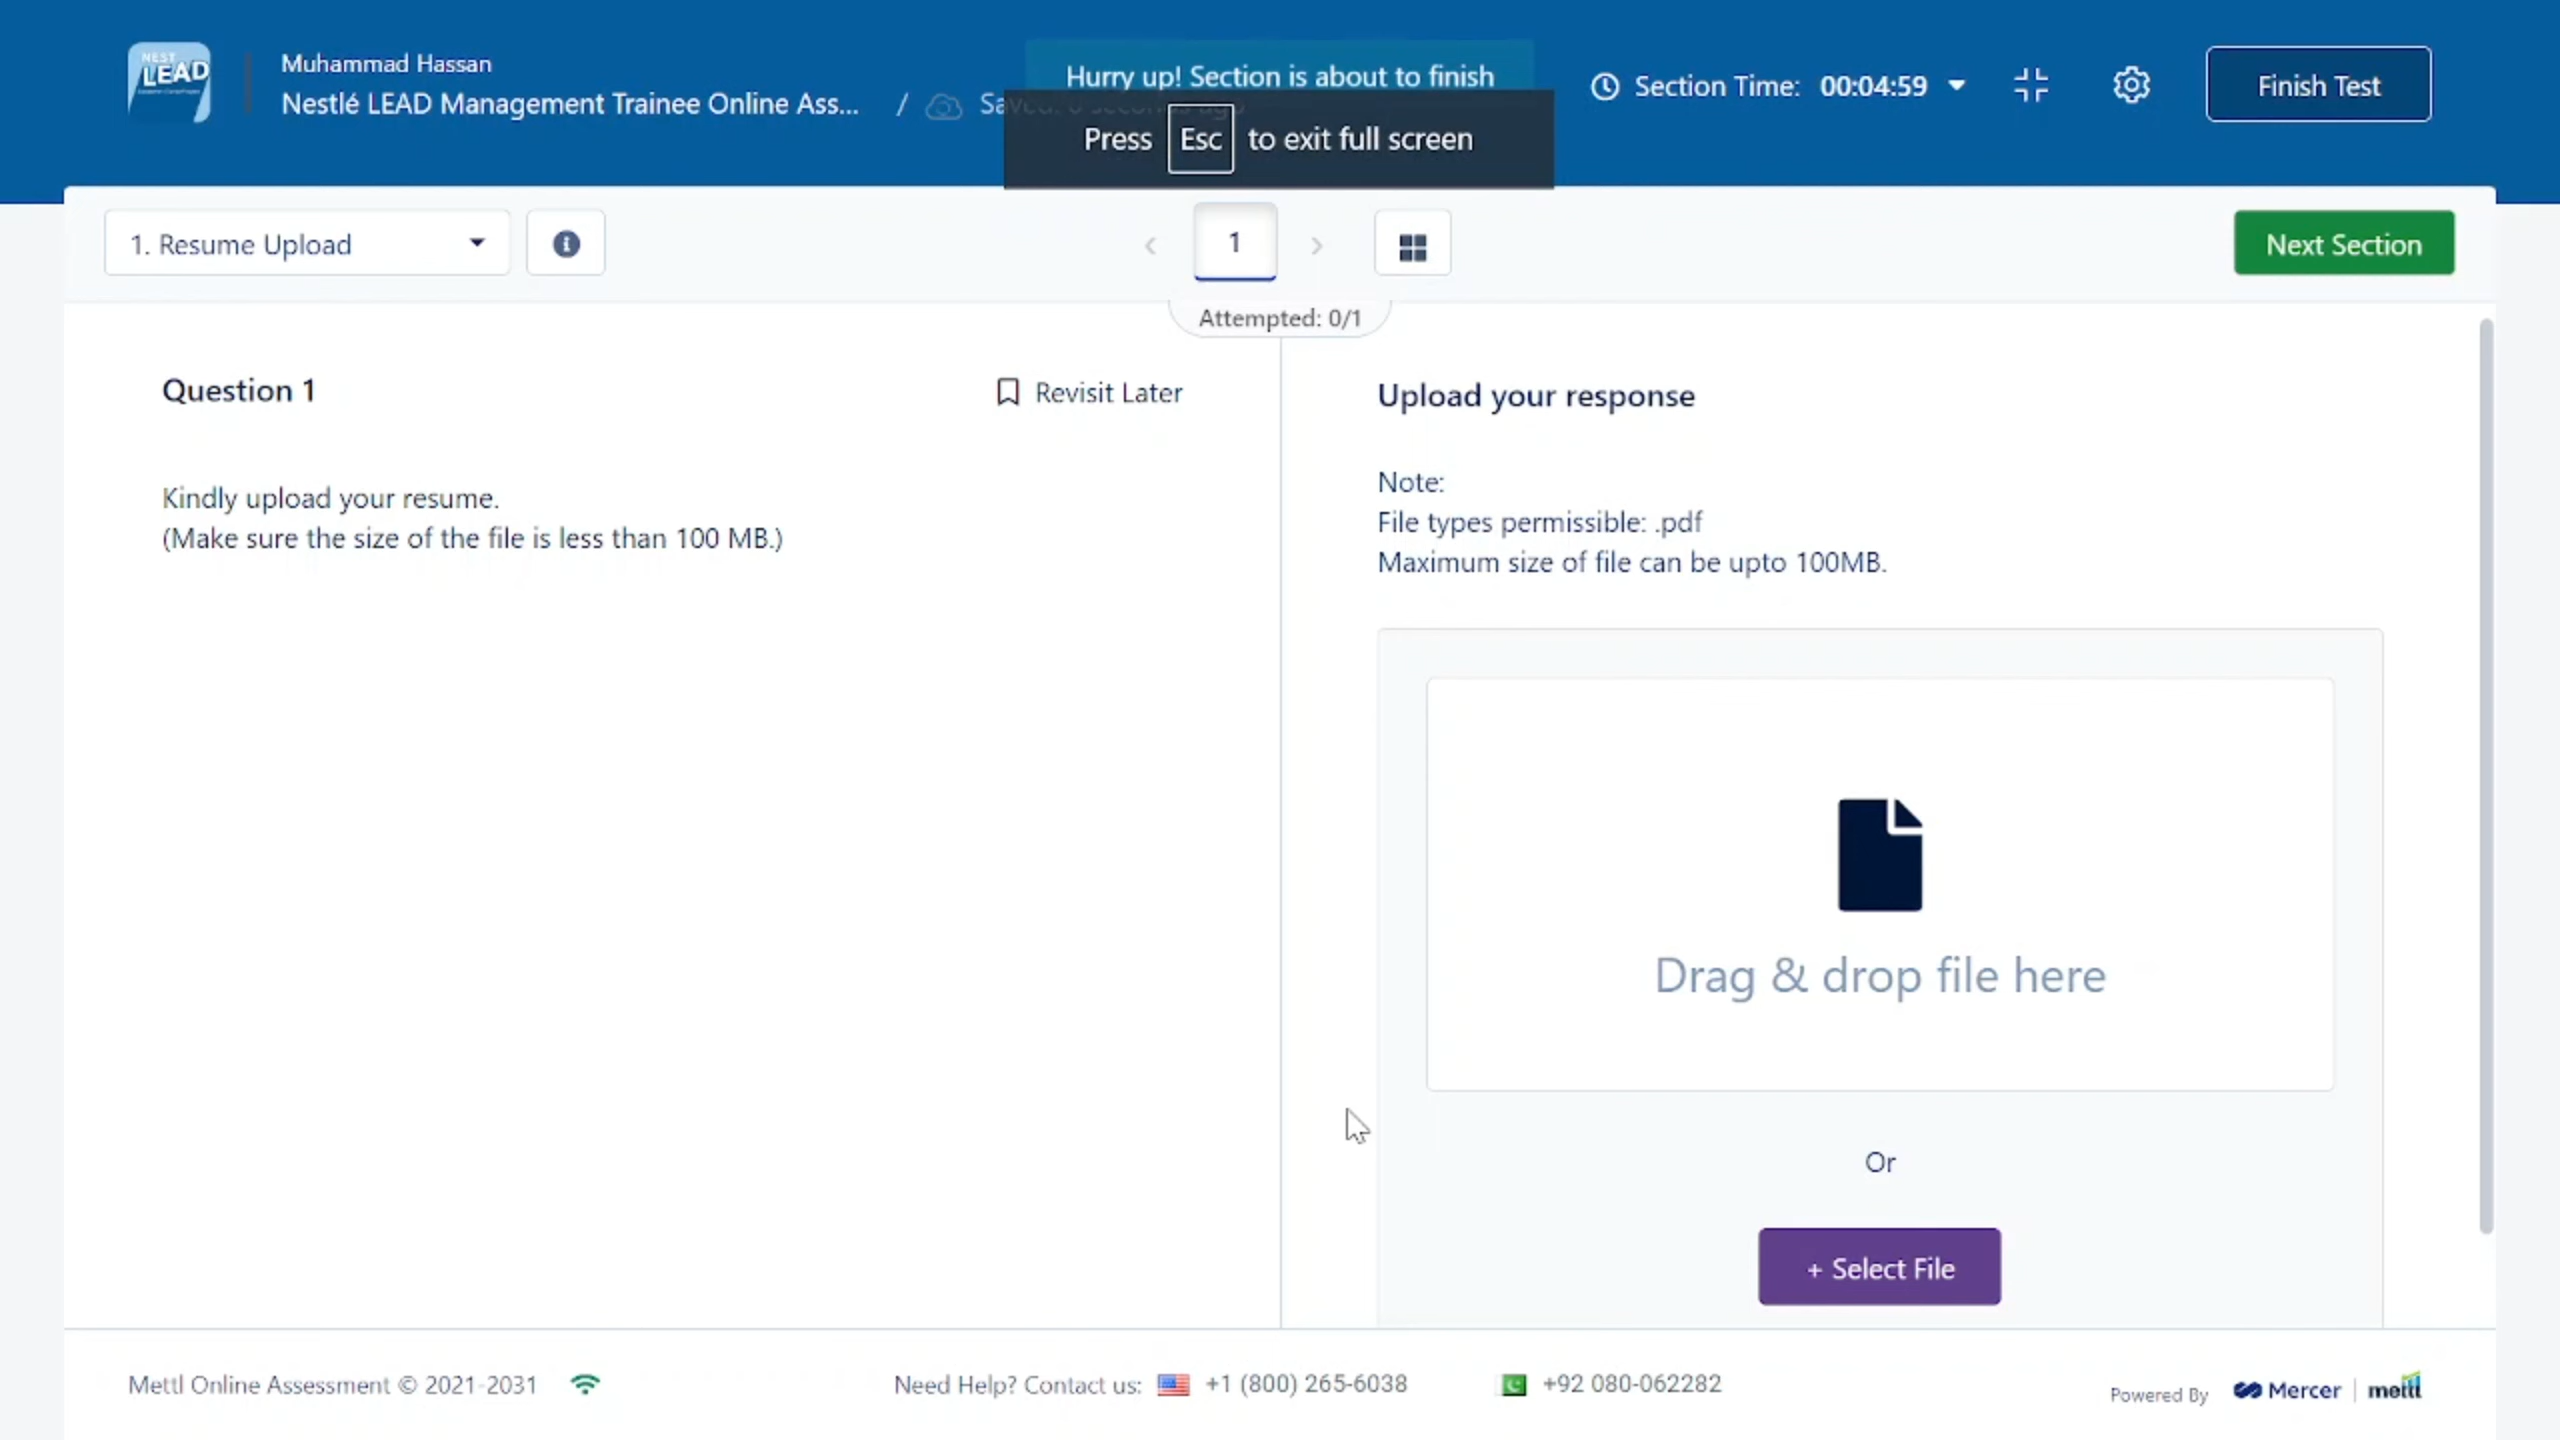 NEST
LEAD
Muhammad Hassan
Nestlé LEAD Management Trainee Online Ass...
/
Hurry up! Section is about to finish
Press Esc to exit full screen
Section Time: 00:04:59
Finish Test
1. Resume Upload
1
Next Section
Attempted: 0/1
Question 1
Revisit Later
Kindly upload your resume.
(Make sure the size of the file is less than 100 MB.)
Upload your response
Note:
File types permissible: .pdf
Maximum size of file can be upto 100MB.
Drag & drop file here
Or
+ Select File
Mettl Online Assessment © 2021-2031
Need Help? Contact us: +1 (800) 265-6038 +92 080-062282
Powered By Mercer | mettl